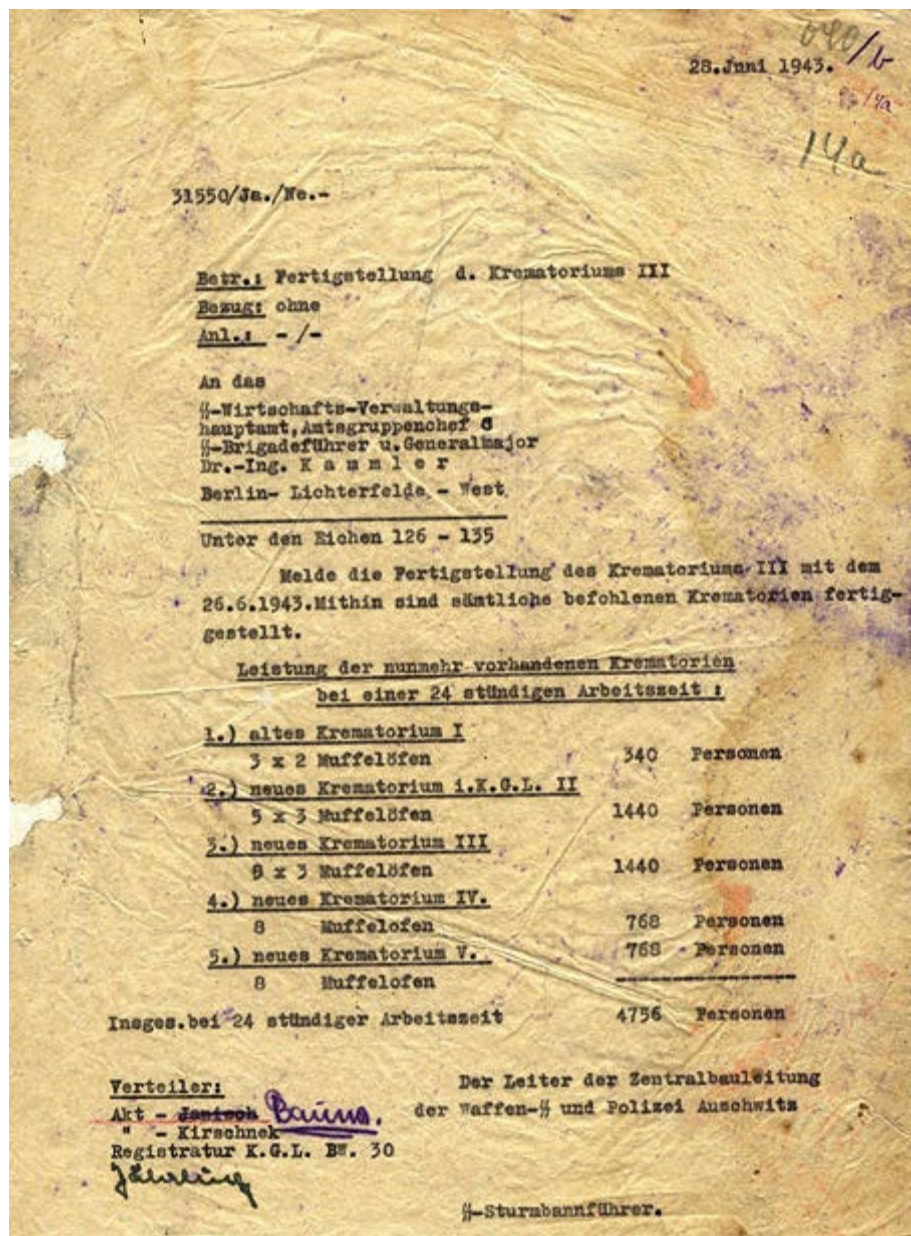 28.Juni 1943.
14a
31550/Ja./Ne.-
Betr.: Fertigstellung d. Krematoriums III
Bezug: ohne
Anl.: - /-
An das
ᛋᛋ-Wirtschafts-Verwaltungs-
hauptamt, Amtsgruppenchef C
ᛋᛋ-Brigadeführer u. Generalmajor
Dr.-Ing. K a m m l e r
Berlin- Lichterfelde - West
Unter den Eichen 126 - 135
Melde die Fertigstellung des Krematoriums III mit dem
26.6.1943.Mithin sind sämtliche befohlenen Krematorien fertig-
gestellt.
Leistung der nunmehr vorhandenen Krematorien
bei einer 24 stündigen Arbeitszeit :
1.) altes Krematorium I
3 x 2 Muffelöfen 340 Personen
2.) neues Krematorium i.K.G.L. II
5 x 3 Muffelöfen 1440 Personen
3.) neues Krematorium III
x 3 Muffelöfen 1440 Personen
4.) neues Krematorium IV.
8 Muffelofen 768 Personen
5.) neues Krematorium V. 768 Personen
8 Muffelofen
Insges.bei 24 stündiger Arbeitszeit 4756 Personen
Verteiler:
Akt - Janisch
" - Kirschnek
Registratur K.G.L. BW. 30
Jährling
Der Leiter der Zentralbauleitung
der Waffen-ᛋᛋ und Polizei Auschwitz
ᛋᛋ-Sturmbannführer.